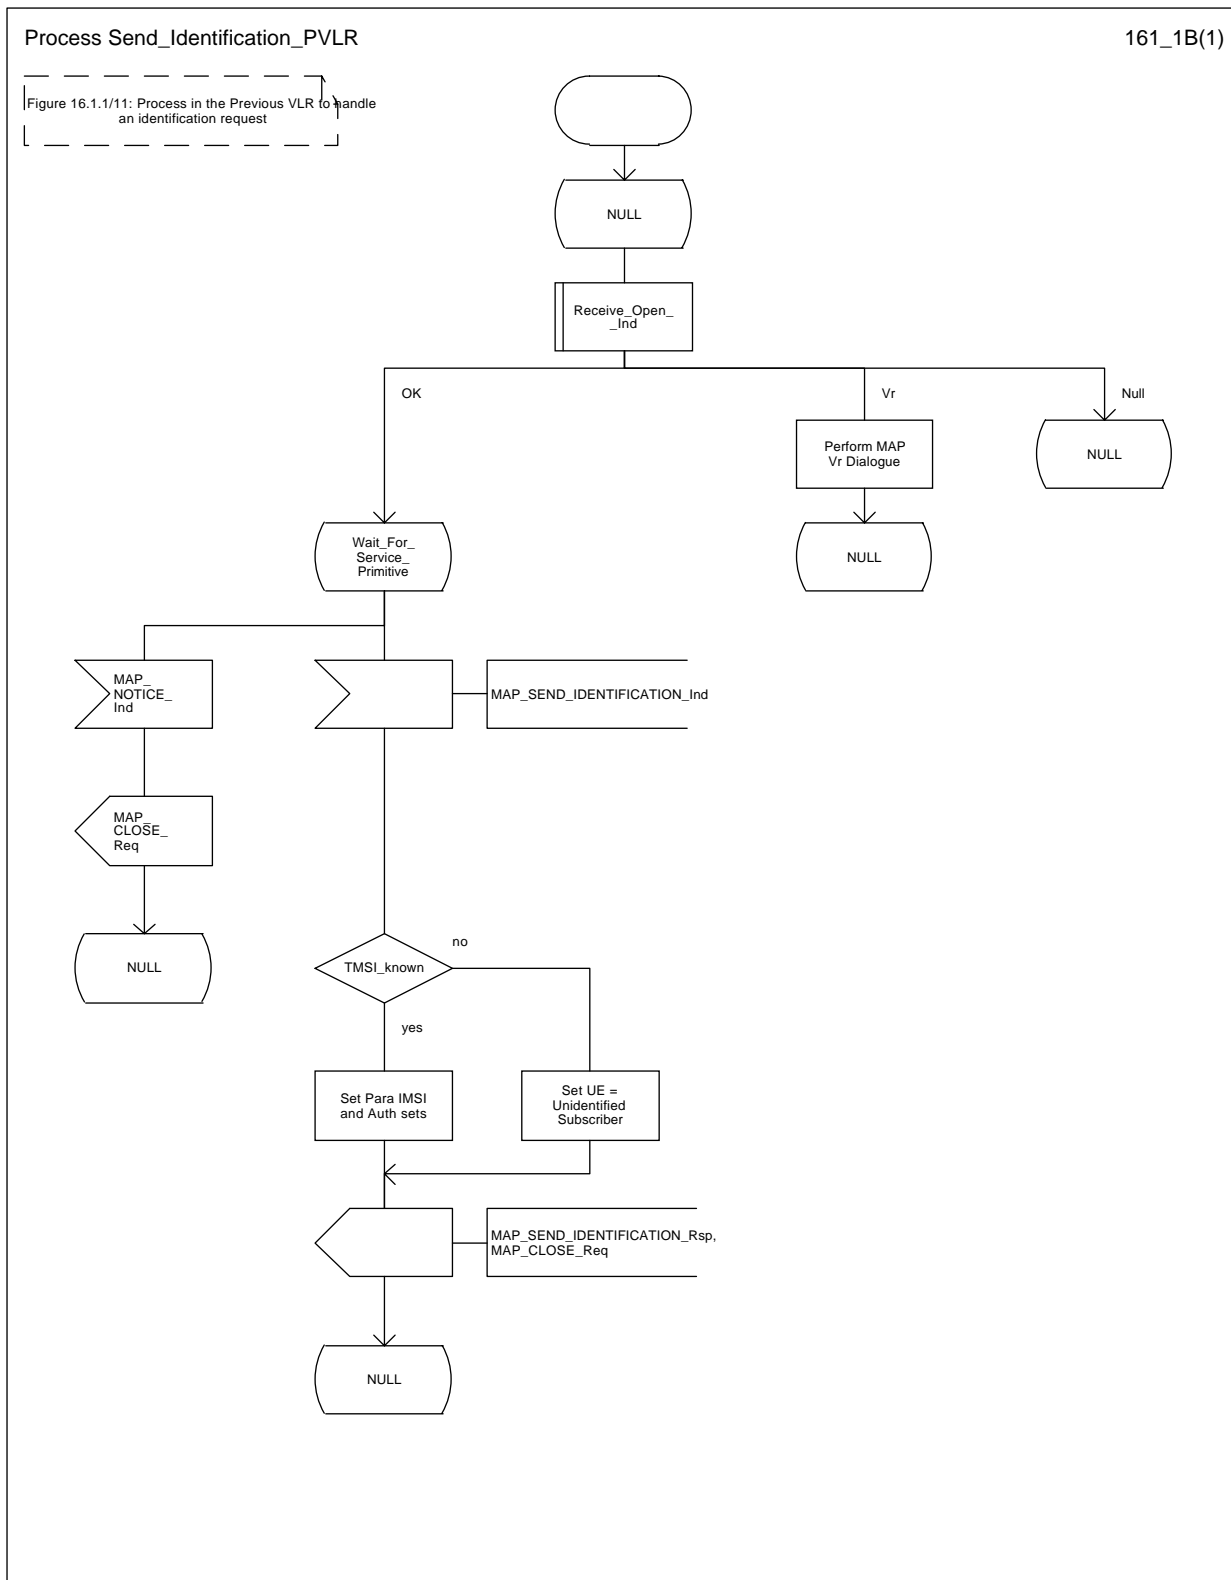 Process Send_Identification_PVLR
161_1B(1)
Figure 16.1.1/11: Process in the Previous VLR to handle
an identification request
NULL
Receive_Open_
_Ind
OK
Vr
Null
Perform MAP
Vr Dialogue
NULL
NULL
Wait_For_
Service_
Primitive
NULL
MAP_
NOTICE_
Ind
MAP_SEND_IDENTIFICATION_Ind
MAP_
CLOSE_
Req
NULL
TMSI_known
no
yes
Set Para IMSI
and Auth sets
Set UE =
Unidentified
Subscriber
MAP_SEND_IDENTIFICATION_Rsp,
MAP_CLOSE_Req
NULL